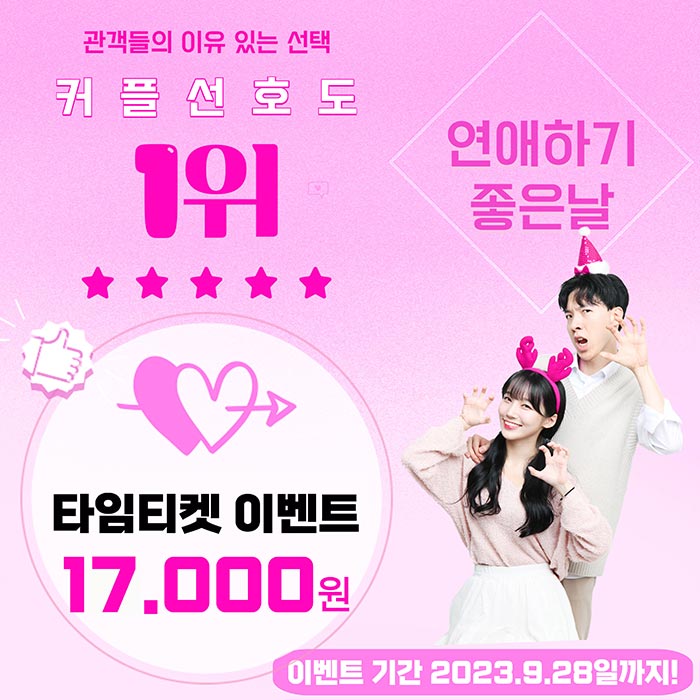 관객들의 이유 있는 선택
커플선호도
1위
연애하기
좋은날
타임티켓 이벤트
17.000원
이벤트 기간 2023.9.28일까지!